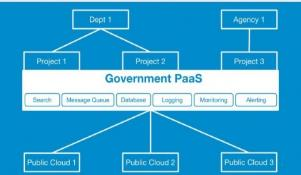 Dept 1 Agency 1
Project 1 Project 2 Project 3
Government PaaS
Search Message Queue Database Logging Monitoring Alerting
Public Cloud 1 Public Cloud 2 Public Cloud 3